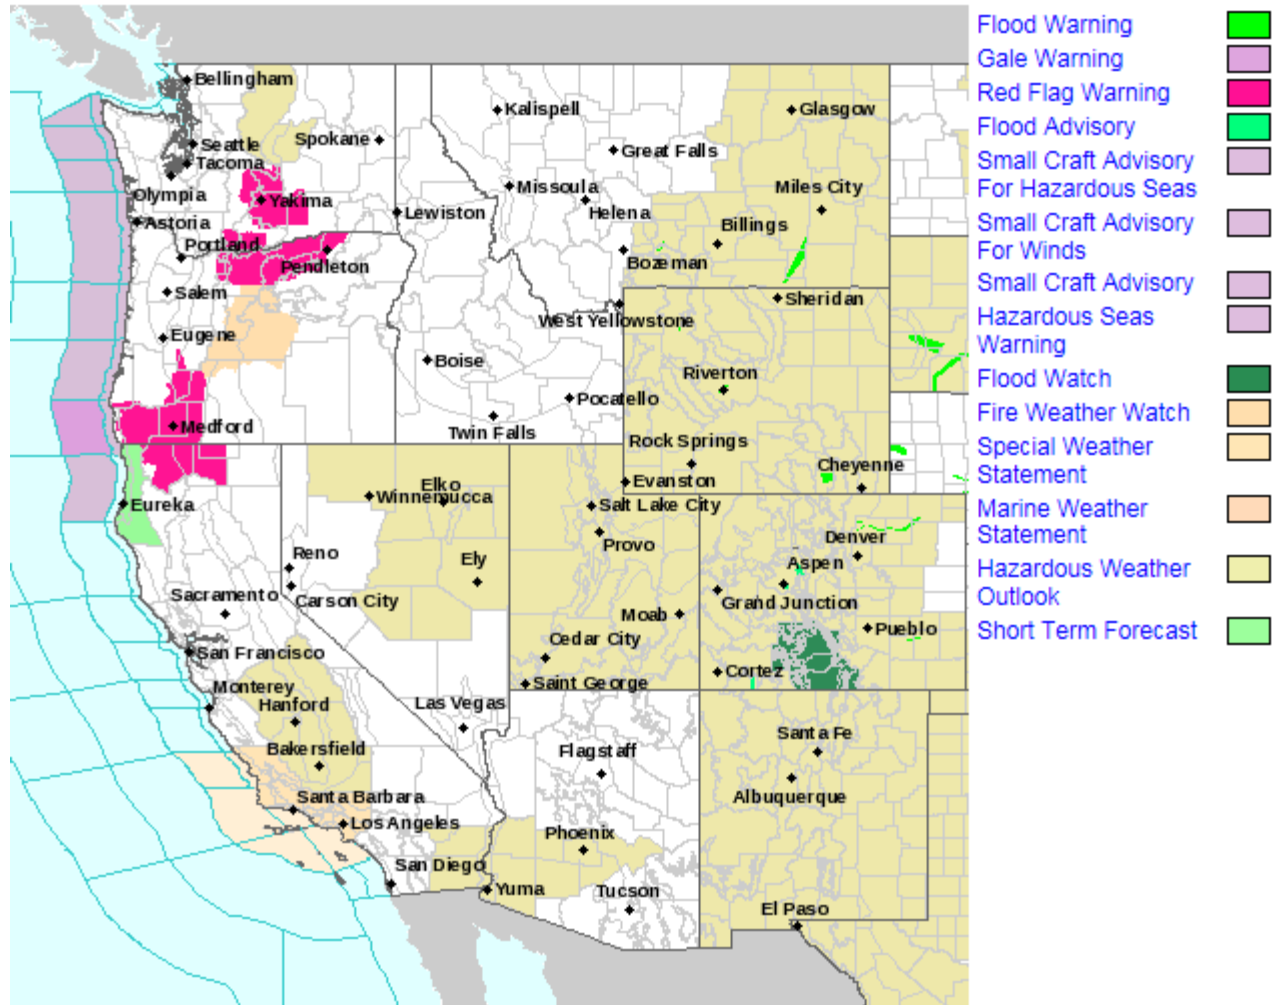 Bellingham
Seattle
Tacoma
Olympia
Astoria
Portland
Salem
Eugene
Medford
Spokane
Yakima
Pendleton
Lewiston
Kalispell
Great Falls
Missoula
Helena
Bozeman
Billings
Miles City
Glasgow
West Yellowstone
Sheridan
Boise
Pocatello
Twin Falls
Riverton
Rock Springs
Cheyenne
Evanston
Eureka
Winnemucca
Elko
Ely
Reno
Carson City
Sacramento
San Francisco
Monterey
Hanford
Bakersfield
Santa Barbara
Los Angeles
San Diego
Las Vegas
Salt Lake City
Provo
Moab
Cedar City
Saint George
Denver
Aspen
Grand Junction
Pueblo
Cortez
Flagstaff
Phoenix
Yuma
Tucson
Santa Fe
Albuquerque
El Paso
Flood Warning
Gale Warning
Red Flag Warning
Flood Advisory
Small Craft Advisory
For Hazardous Seas
Small Craft Advisory
For Winds
Small Craft Advisory
Hazardous Seas
Warning
Flood Watch
Fire Weather Watch
Special Weather
Statement
Marine Weather
Statement
Hazardous Weather
Outlook
Short Term Forecast